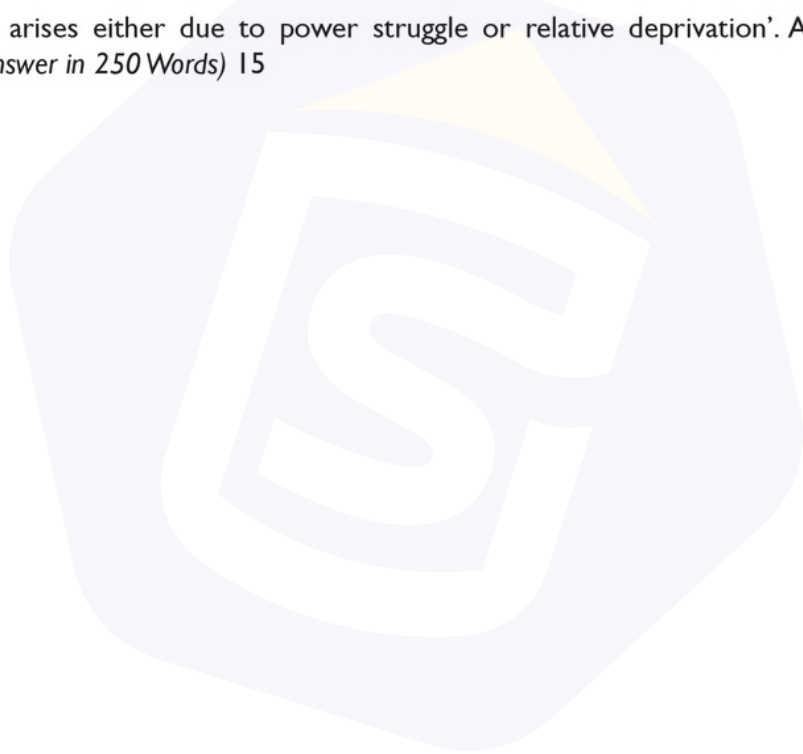 arises either due to power struggle or relative deprivation’. A
nswer in 250 Words) 15